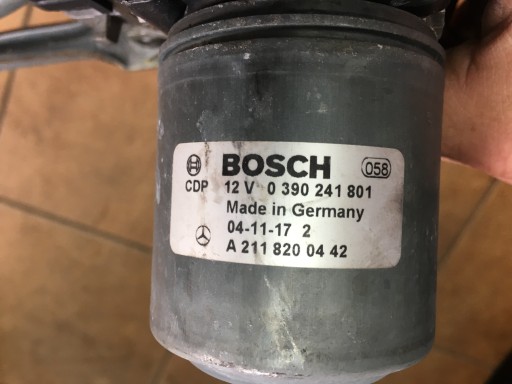 BOSCH 058
CDP 12 V 0 390 241 801
Made in Germany
04-11-17 2
A 211 820 04 42